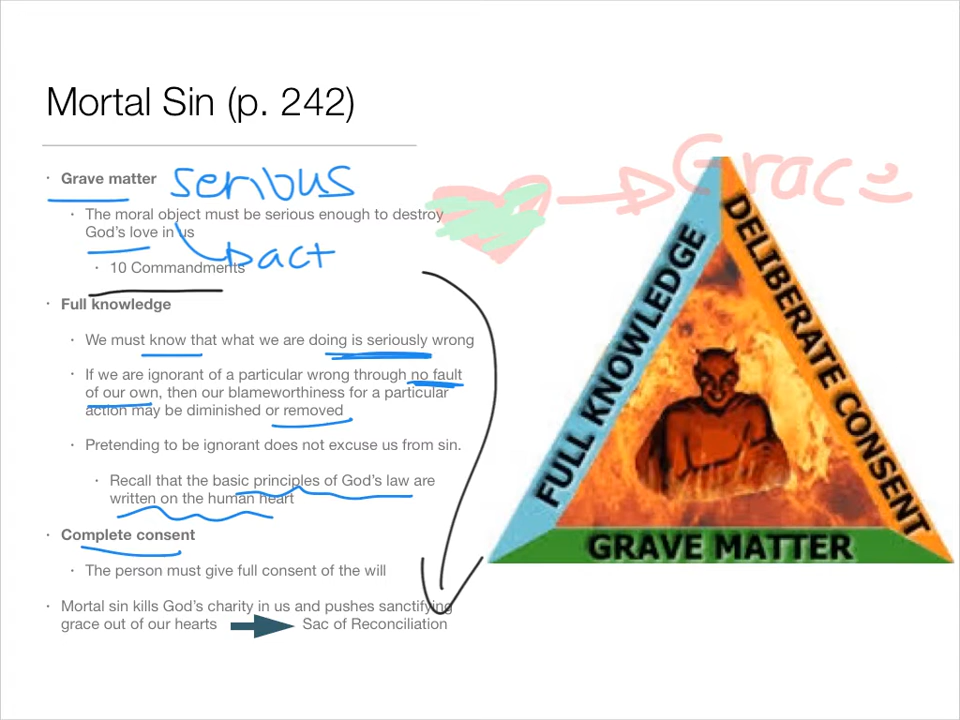 Mortal Sin (p. 242)
· Grave matter serious
· The moral object must be serious enough to destroy
God's love in us
· 10 Commandments
· Full knowledge
· We must know that what we are doing is seriously wrong
· If we are ignorant of a particular wrong through no fault
of our own, then our blameworthiness for a particular
action may be diminished or removed
· Pretending to be ignorant does not excuse us from sin.
· Recall that the basic principles of God's law are
written on the human heart
· Complete consent
· The person must give full consent of the will
· Mortal sin kills God's charity in us and pushes sanctifying
grace out of our hearts Sac of Reconciliation
Grace
FULL KNOWLEDGE
DELIBERATE CONSENT
GRAVE MATTER